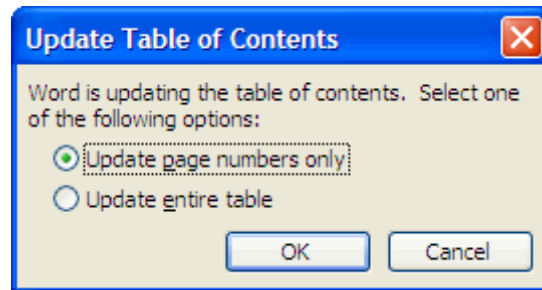 Update Table of Contents
Word is updating the table of contents.  Select one
of the following options:
Update page numbers only
Update entire table
OK Cancel